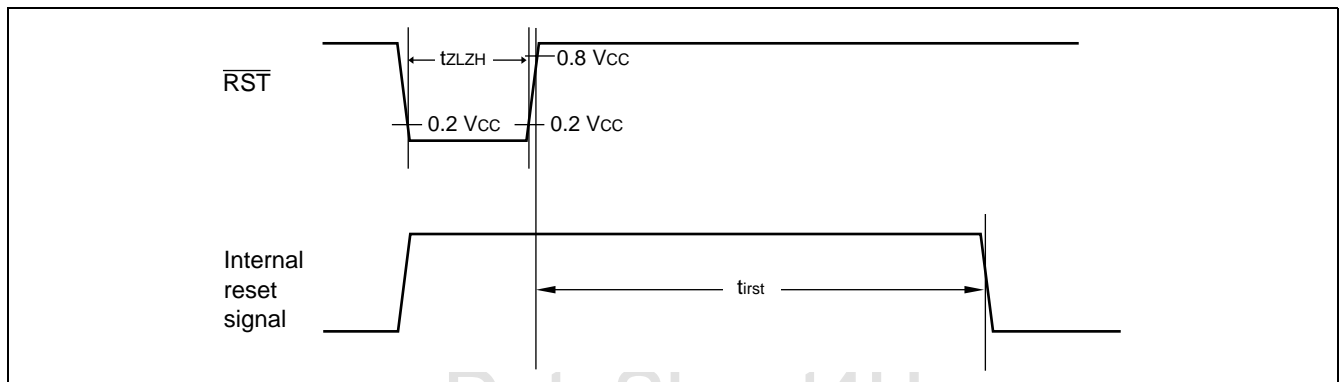 RST
tZLZH
0.8 VCC
0.2 VCC
0.2 VCC
Internal
reset
signal
tirst